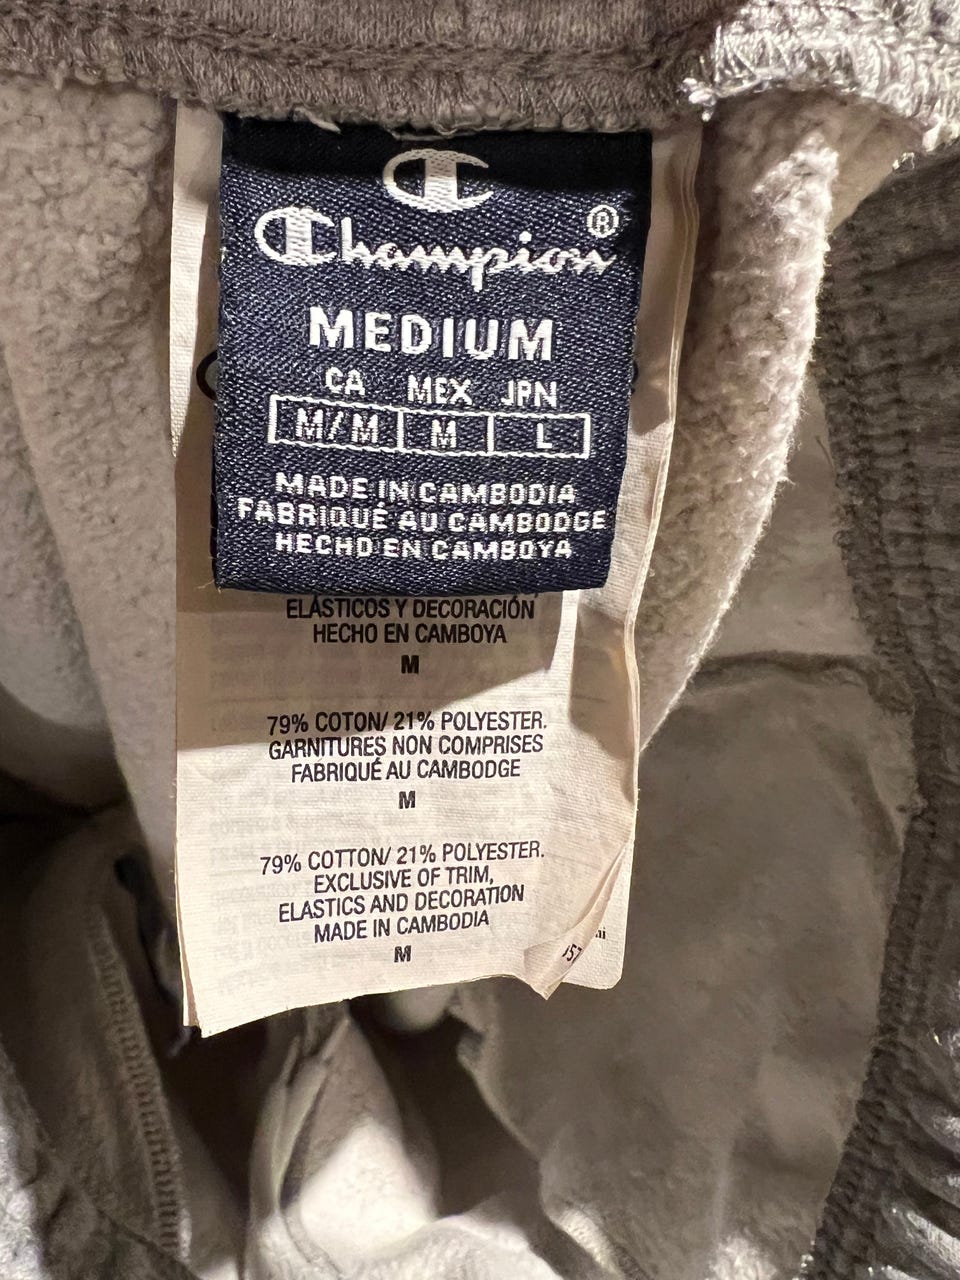 Champion®
MEDIUM
CA MEX JPN
M/M M L
MADE IN CAMBODIA
FABRIQUÉ AU CAMBODGE
HECHO EN CAMBOYA
ELÁSTICOS Y DECORACIÓN
HECHO EN CAMBOYA
M
79% COTON/ 21% POLYESTER.
GARNITURES NON COMPRISES
FABRIQUÉ AU CAMBODGE
M
79% COTTON/ 21% POLYESTER.
EXCLUSIVE OF TRIM,
ELASTICS AND DECORATION
MADE IN CAMBODIA
M